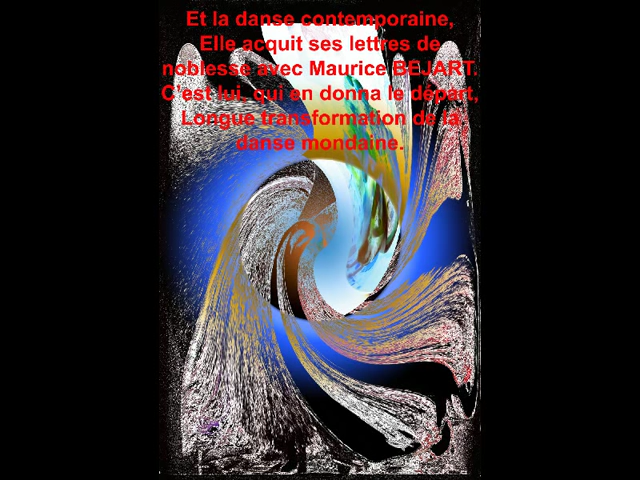 Et la danse contemporaine,
Elle acquit ses lettres de
noblesse avec Maurice BEJART.
C'est lui, qui en donna le départ,
Longue transformation de la
danse mondaine.